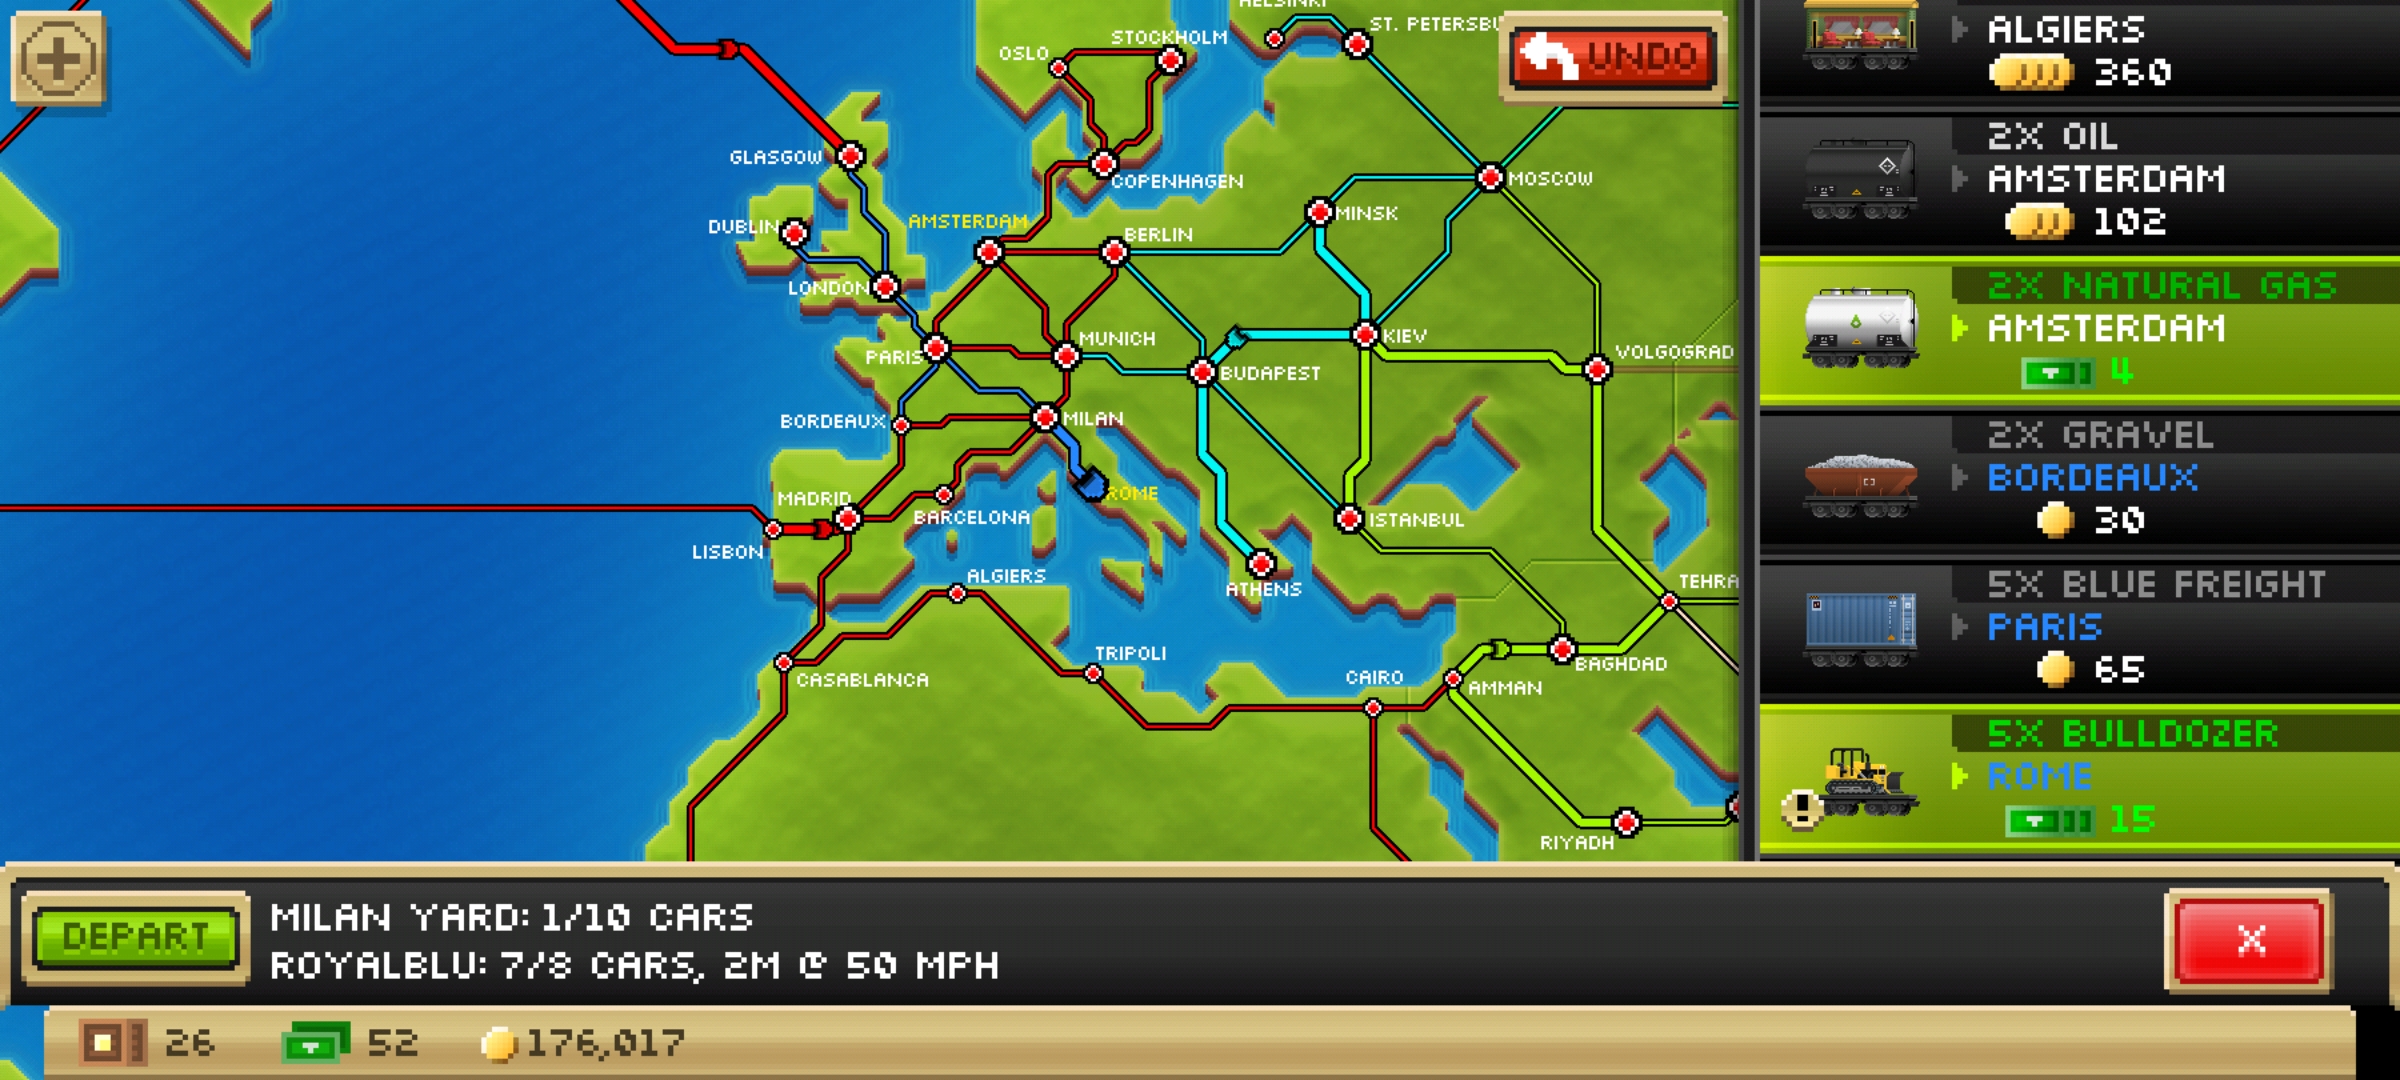 HELSINKI
ST. PETERSBU
STOCKHOLM
OSLO
UNDO
GLASGOW
COPENHAGEN
MOSCOW
MINSK
DUBLIN
AMSTERDAM
BERLIN
LONDON
PARIS
MUNICH
KIEV
VOLGOGRAD
BUDAPEST
BORDEAUX
MILAN
ROME
MADRID
BARCELONA
ISTANBUL
LISBON
ALGIERS
ATHENS
TEHRA
TRIPOLI
CASABLANCA
CAIRO
AMMAN
BAGHDAD
RIYADH
ALGIERS
360
2X OIL
AMSTERDAM
102
2X NATURAL GAS
AMSTERDAM
4
2X GRAVEL
BORDEAUX
30
5X BLUE FREIGHT
PARIS
65
5X BULLDOZER
ROME
15
DEPART
MILAN YARD: 1/10 CARS
ROYALBLU: 7/8 CARS, 2M @ 50 MPH
X
26
52
176,017